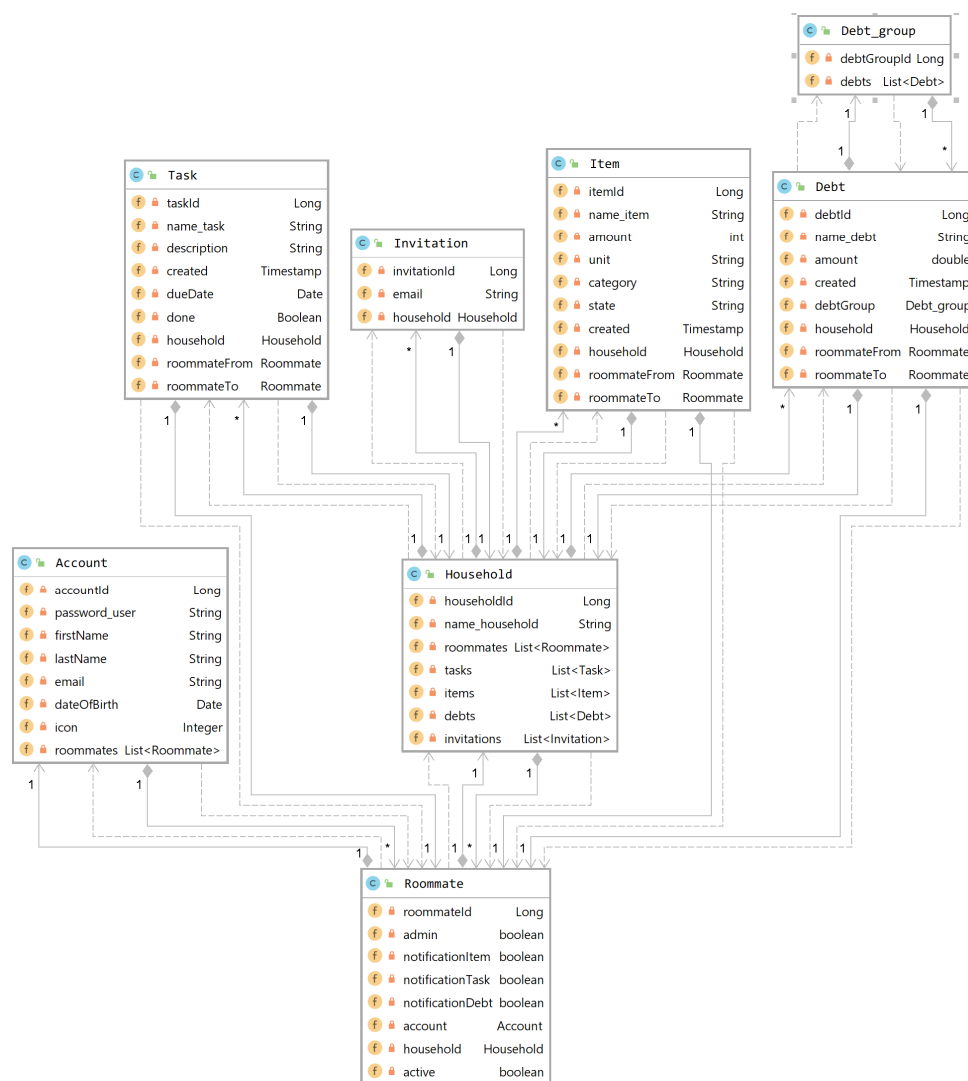 Debt_group
debtGroupId Long
debts List<Debt>
1 1
1 *
Task
taskId Long
name_task String
description String
created Timestamp
dueDate Date
done Boolean
household Household
roommateFrom Roommate
roommateTo Roommate
1 * 1
Invitation
invitationId Long
email String
household Household
* 1
Item
itemId Long
name_item String
amount int
unit String
category String
state String
created Timestamp
household Household
roommateFrom Roommate
roommateTo Roommate
* 1 1
Debt
debtId Long
name_debt String
amount double
created Timestamp
debtGroup Debt_group
household Household
roommateFrom Roommate
roommateTo Roommate
* 1 1
1 1 1 1 1 1 1 1
Account
accountId Long
password_user String
firstName String
lastName String
email String
dateOfBirth Date
icon Integer
roommates List<Roommate>
1 1
Household
householdId Long
name_household String
roommates List<Roommate>
tasks List<Task>
items List<Item>
debts List<Debt>
invitations List<Invitation>
1 1
1 * 1 1 * 1 1
Roommate
roommateId Long
admin boolean
notificationItem boolean
notificationTask boolean
notificationDebt boolean
account Account
household Household
active boolean